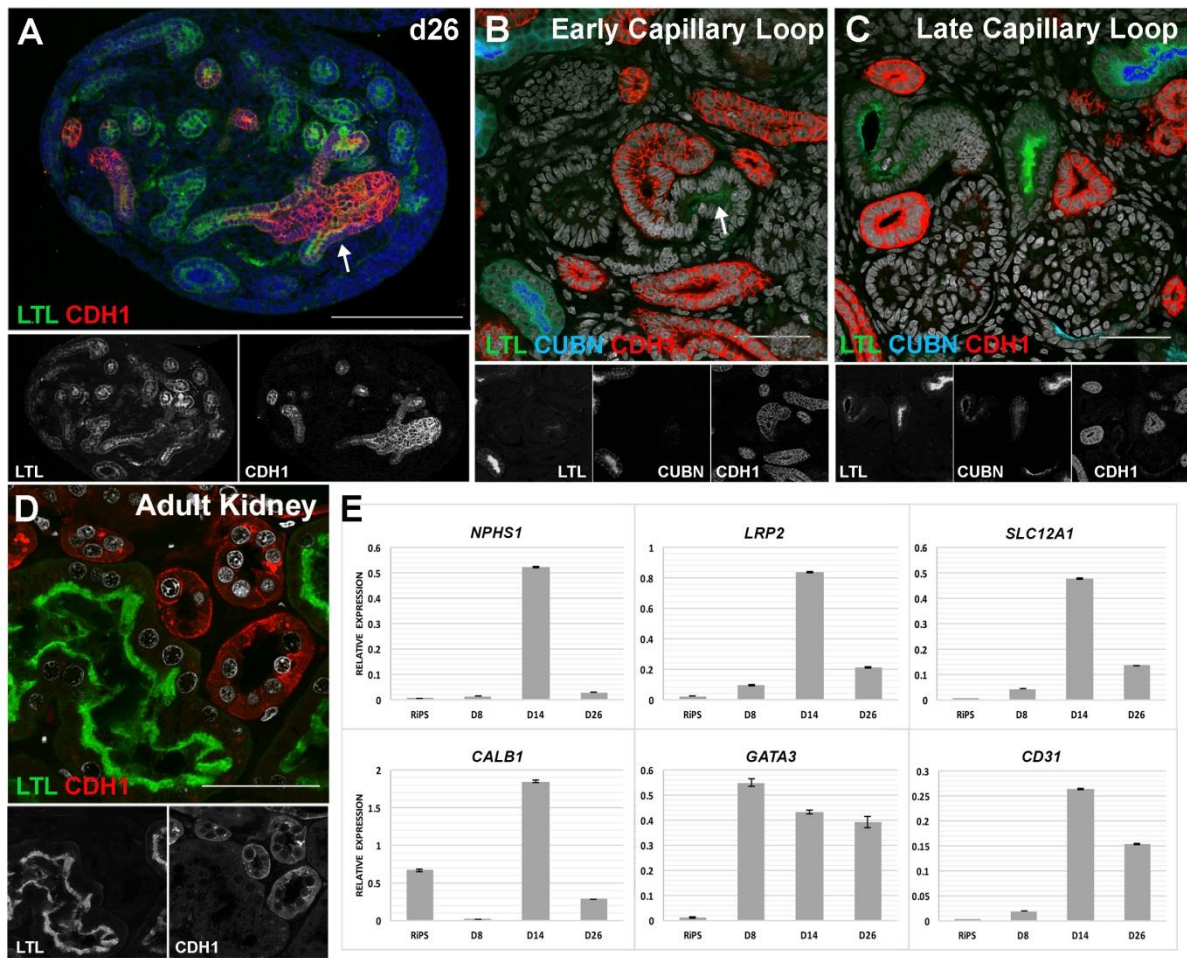 A
d26
LTL CDH1
LTL
CDH1
B
Early Capillary Loop
LTL CUBN CDH1
LTL
CUBN
CDH1
C
Late Capillary Loop
LTL CUBN CDH1
LTL
CUBN
CDH1
D
Adult Kidney
LTL CDH1
LTL
CDH1
E
NPHS1
RELATIVE EXPRESSION
0.6
0.5
0.4
0.3
0.2
0.1
0
RiPS D8 D14 D26
LRP2
1
0.8
0.6
0.4
0.2
0
RiPS D8 D14 D26
SLC12A1
0.6
0.5
0.4
0.3
0.2
0.1
0
RiPS D8 D14 D26
CALB1
RELATIVE EXPRESSION
2
1.5
1
0.5
0
RiPS D8 D14 D26
GATA3
0.6
0.5
0.4
0.3
0.2
0.1
0
RiPS D8 D14 D26
CD31
0.3
0.25
0.2
0.15
0.1
0.05
0
RiPS D8 D14 D26